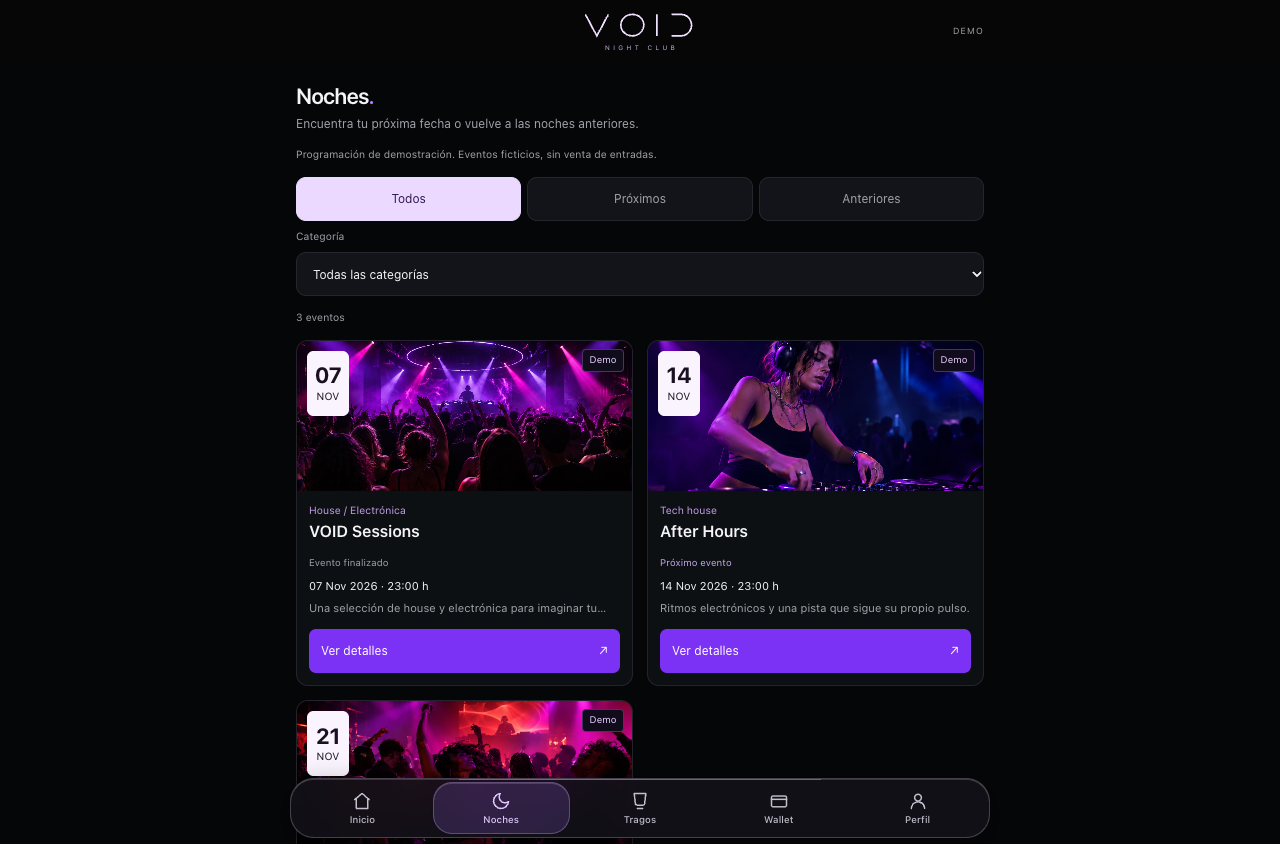 VOID
NIGHT CLUB
DEMO
Noches.
Encuentra tu próxima fecha o vuelve a las noches anteriores.
Programación de demostración. Eventos ficticios, sin venta de entradas.
Todos
Próximos
Anteriores
Categoría
Todas las categorías
3 eventos
07
NOV
Demo
House / Electrónica
VOID Sessions
Evento finalizado
07 Nov 2026 · 23:00 h
Una selección de house y electrónica para imaginar tu...
Ver detalles
14
NOV
Demo
Tech house
After Hours
Próximo evento
14 Nov 2026 · 23:00 h
Ritmos electrónicos y una pista que sigue su propio pulso.
Ver detalles
21
NOV
Demo
Inicio
Noches
Tragos
Wallet
Perfil